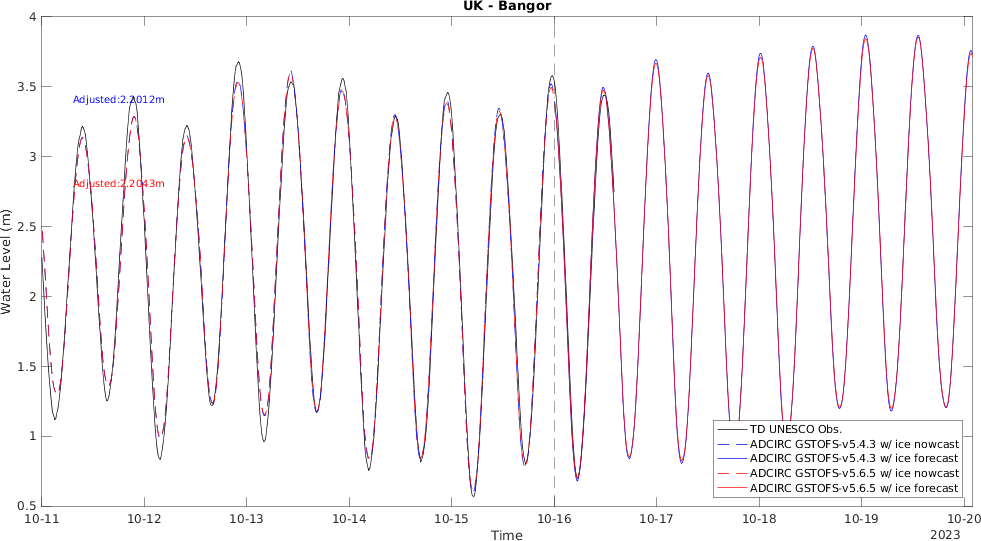 UK - Bangor
4
3.5
3
2.5
2
1.5
1
0.5
Water Level (m)
Adjusted:2.2012m
Adjusted:2.2043m
TD UNESCO Obs.
ADCIRC GSTOFS-v5.4.3 w/ ice nowcast
ADCIRC GSTOFS-v5.4.3 w/ ice forecast
ADCIRC GSTOFS-v5.6.5 w/ ice nowcast
ADCIRC GSTOFS-v5.6.5 w/ ice forecast
10-11 10-12 10-13 10-14 10-15 10-16 10-17 10-18 10-19 10-20
Time
2023